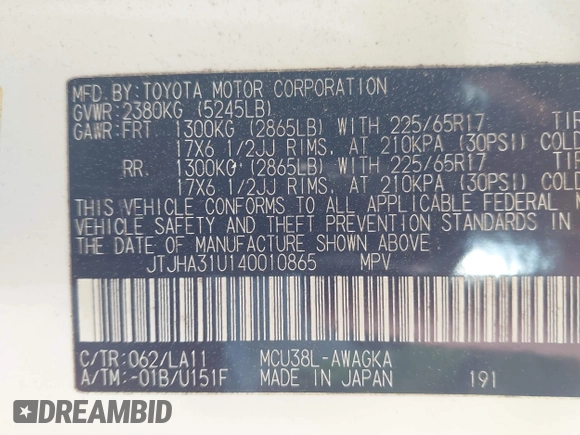 MFD.BY: TOYOTA MOTOR CORPORATION
GVWR: 2380KG (5245LB)
GAWR: FRT. 1300KG (2865LB) WITH 225/65R17 TI
17X6 1/2JJ RIMS, AT 210KPA (30PSI) COLD
RR. 1300KG (2865LB) WITH 225/65R17 TI
17X6 1/2JJ RIMS, AT 210KPA (30PSI) COLD
THIS VEHICLE CONFORMS TO ALL APPLICABLE FEDERAL M
VEHICLE SAFETY AND THEFT PREVENTION STANDARDS IN
THE DATE OF MANUFACTURE SHOWN ABOVE.
JTJHA31U140010865 MPV
C/TR: 062/LA11 MCU38L-AWAGKA
A/TM: -01B/U151F MADE IN JAPAN 191
DREAMBID